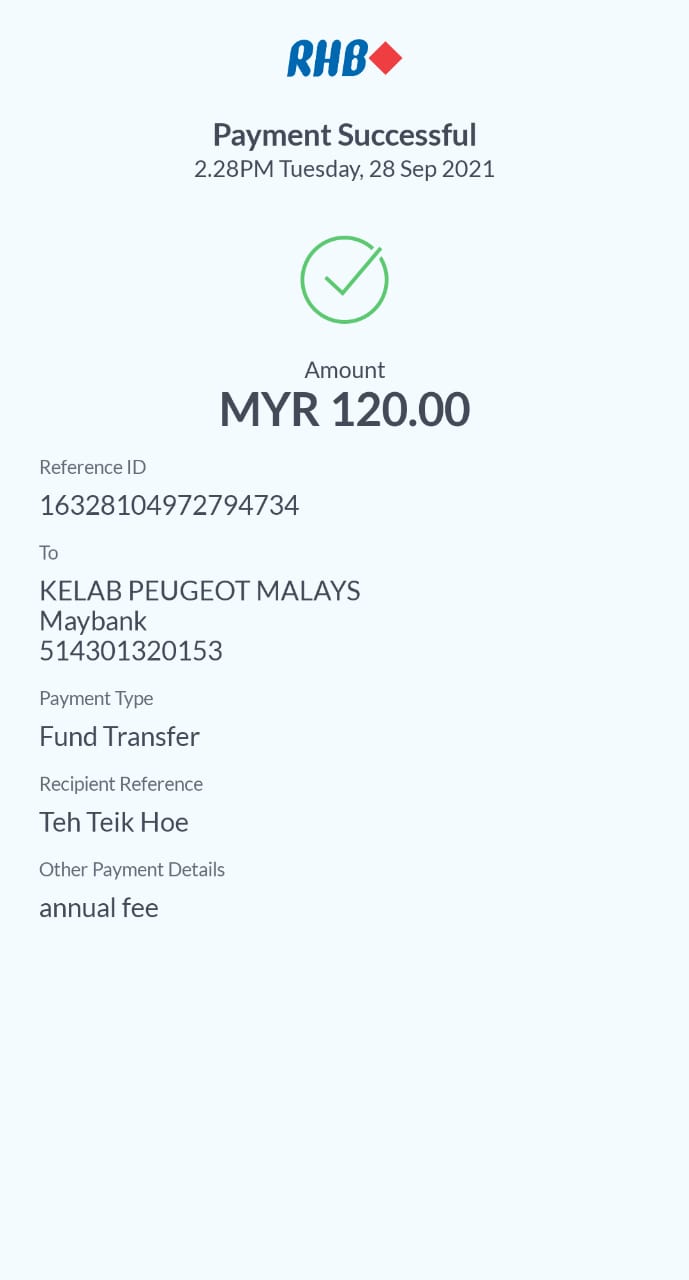 RHB
Payment Successful
2.28PM Tuesday, 28 Sep 2021
Amount
MYR 120.00
Reference ID
16328104972794734
To
KELAB PEUGEOT MALAYS
Maybank
514301320153
Payment Type
Fund Transfer
Recipient Reference
Teh Teik Hoe
Other Payment Details
annual fee